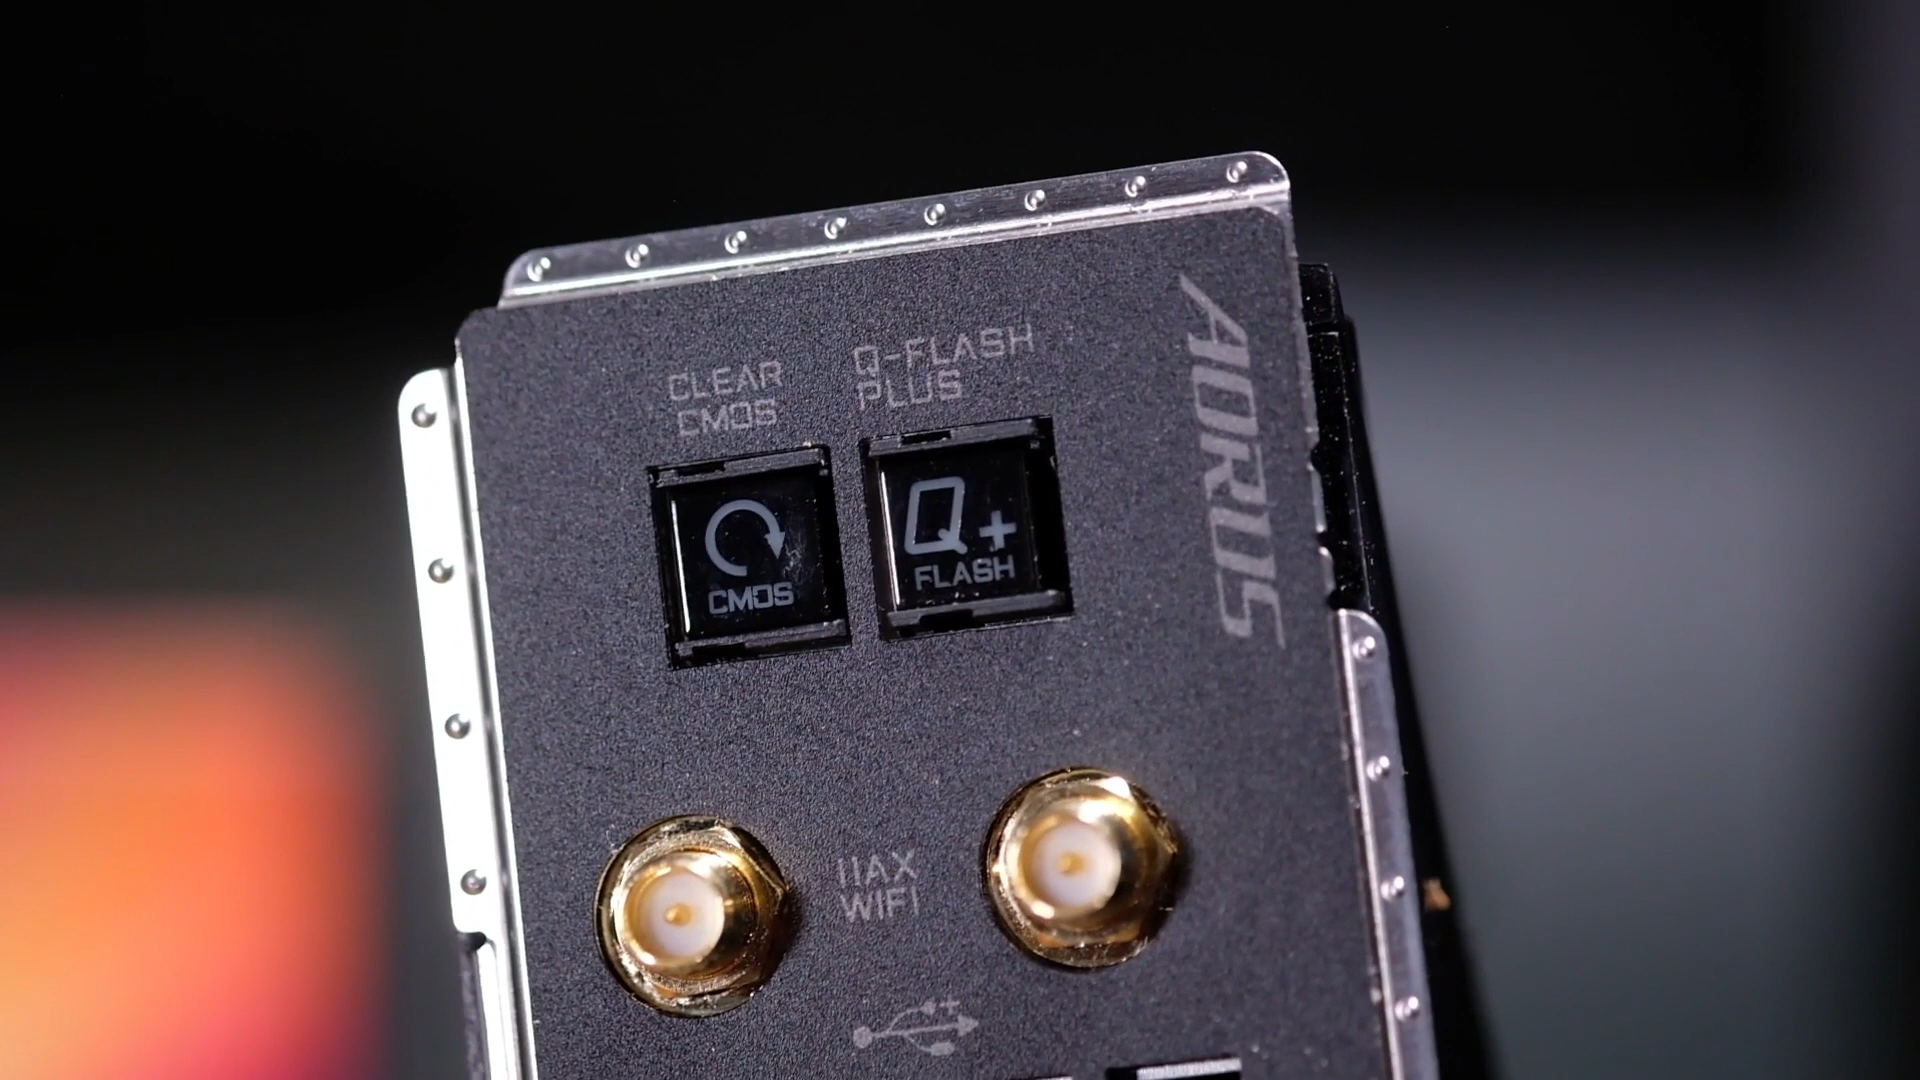 CLEAR
CMOS
Q-FLASH
PLUS
CMOS
Q+
FLASH
AORUS
11AX
WIFI